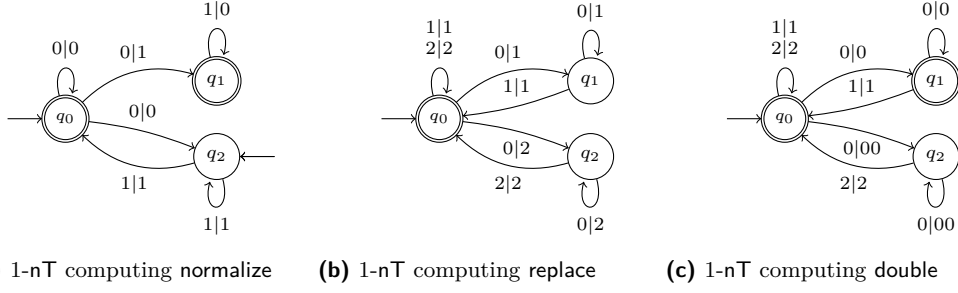 1|0
0|0
0|1
q₁
q₀
0|0
q₂
1|1
1|1
1|1
2|2
0|1
0|1
1|1
q₁
q₀
0|2
q₂
2|2
0|2
1|1
2|2
0|0
0|0
1|1
q₁
q₀
0|00
q₂
2|2
0|00
1-nT computing normalize
(b) 1-nT computing replace
(c) 1-nT computing double